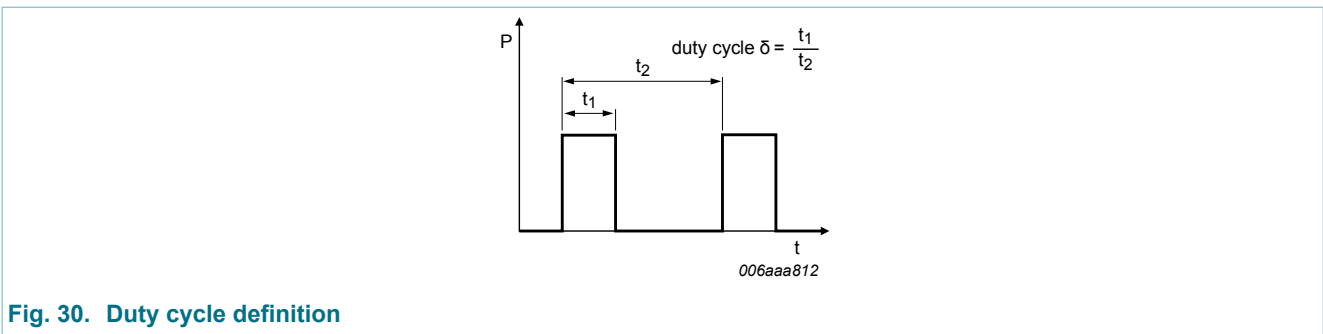 P
duty cycle δ = t1
t2
t2
t1
t
006aaa812
Fig. 30. Duty cycle definition